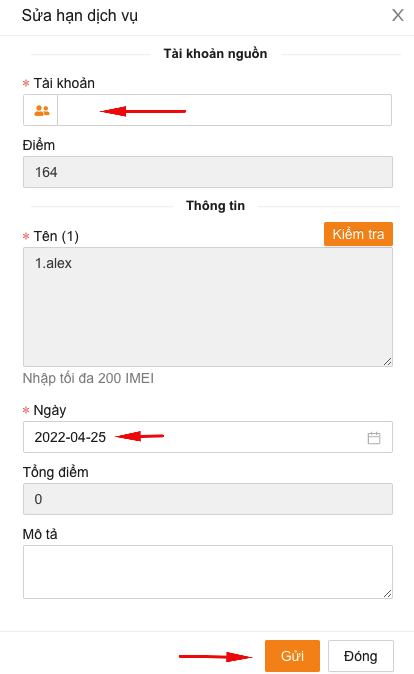 Sửa hạn dịch vụ
X
Tài khoản nguồn
* Tài khoản
Điểm
164
Thông tin
* Tên (1)
Kiểm tra
1.alex
Nhập tối đa 200 IMEI
* Ngày
2022-04-25
Tổng điểm
0
Mô tả
Gửi
Đóng